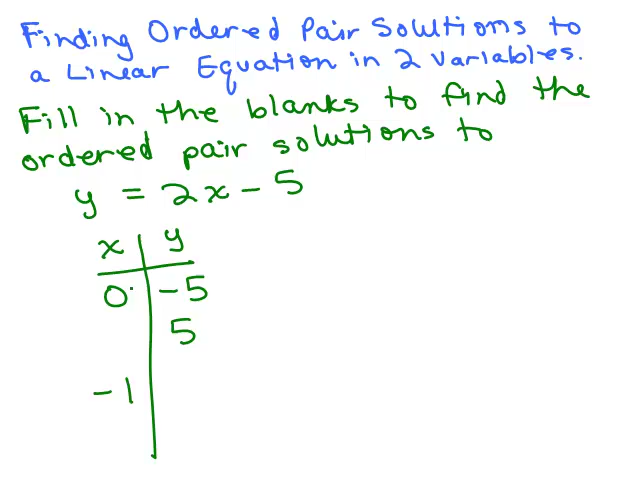 Finding Ordered Pair Solutions to
a Linear Equation in 2 variables.
Fill in the blanks to find the
ordered pair solutions to
y = 2x - 5
x y
0 -5
5
-1